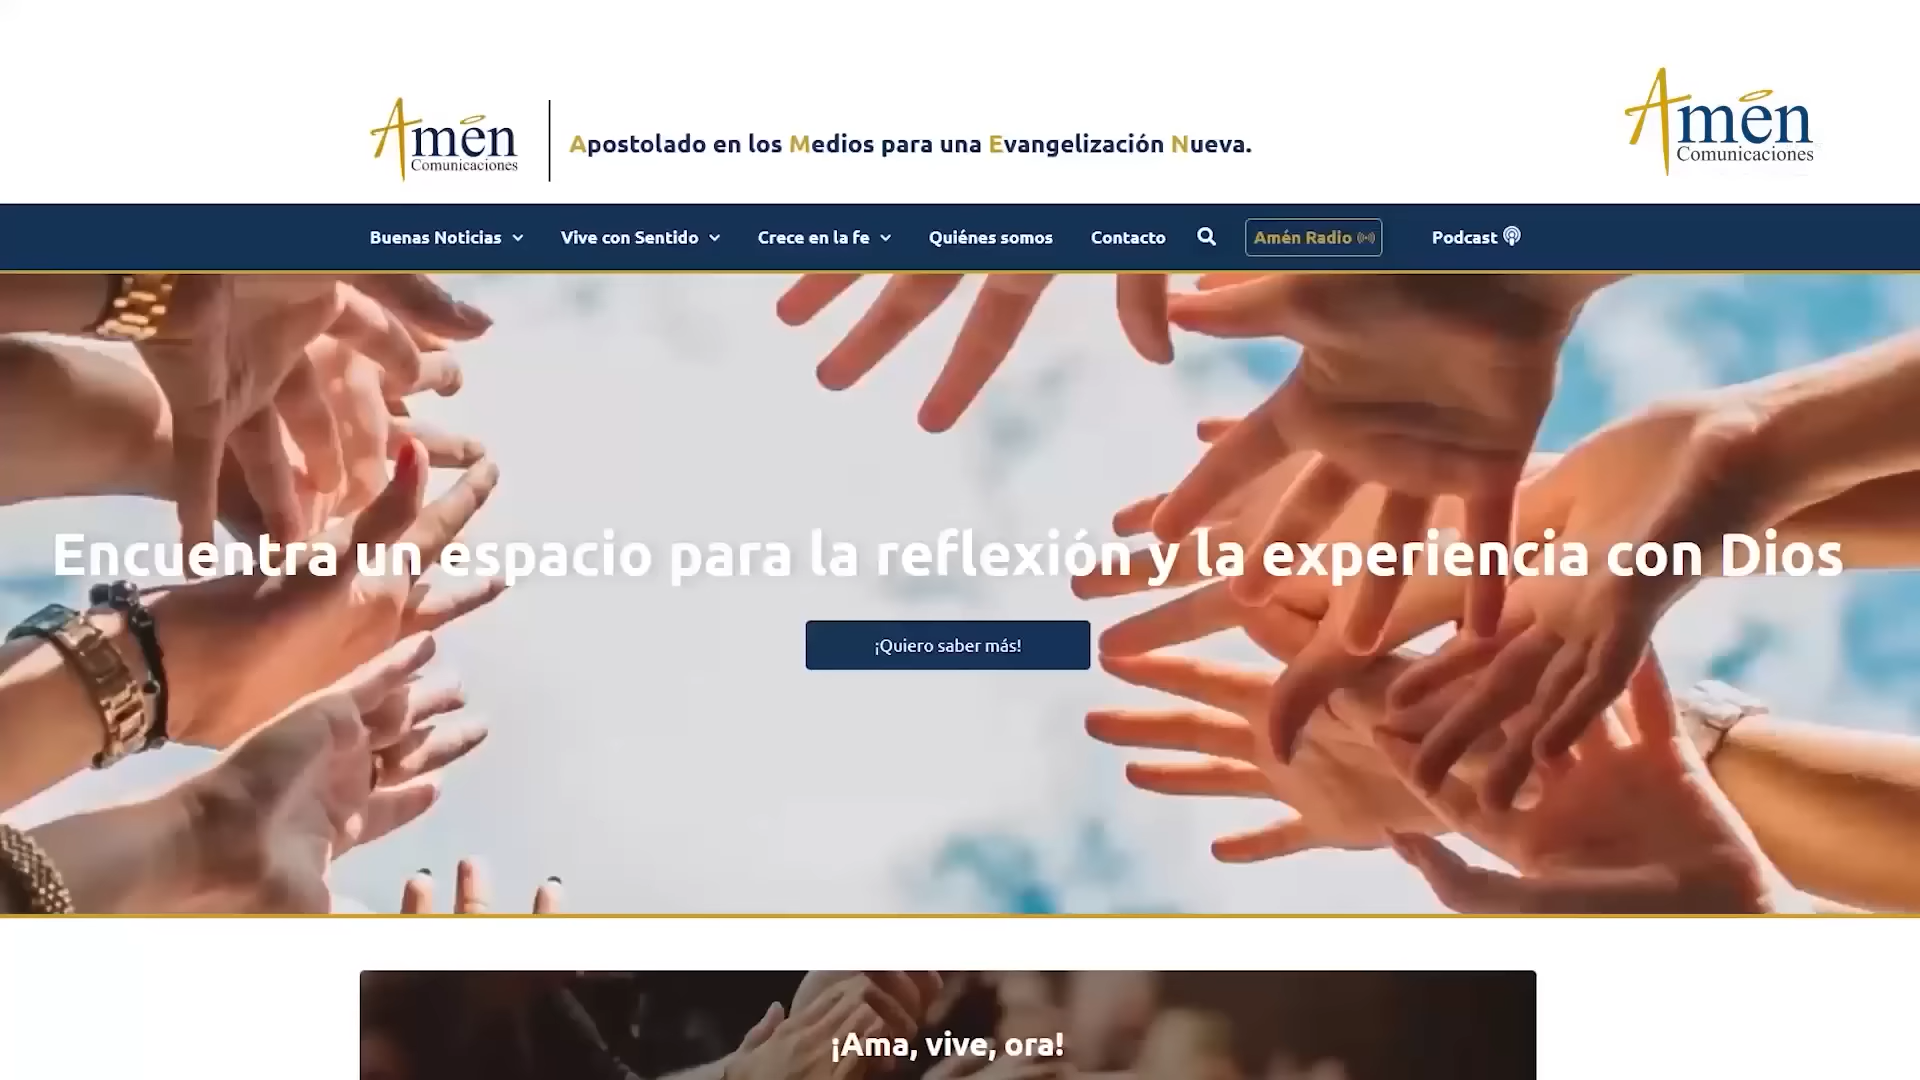 Amén
Comunicaciones
Apostolado en los Medios para una Evangelización Nueva.
Amén
Comunicaciones
Buenas Noticias
Vive con Sentido
Crece en la fe
Quiénes somos
Contacto
Amén Radio
Podcast
Encuentra un espacio para la reflexión y la experiencia con Dios
¡Quiero saber más!
¡Ama, vive, ora!